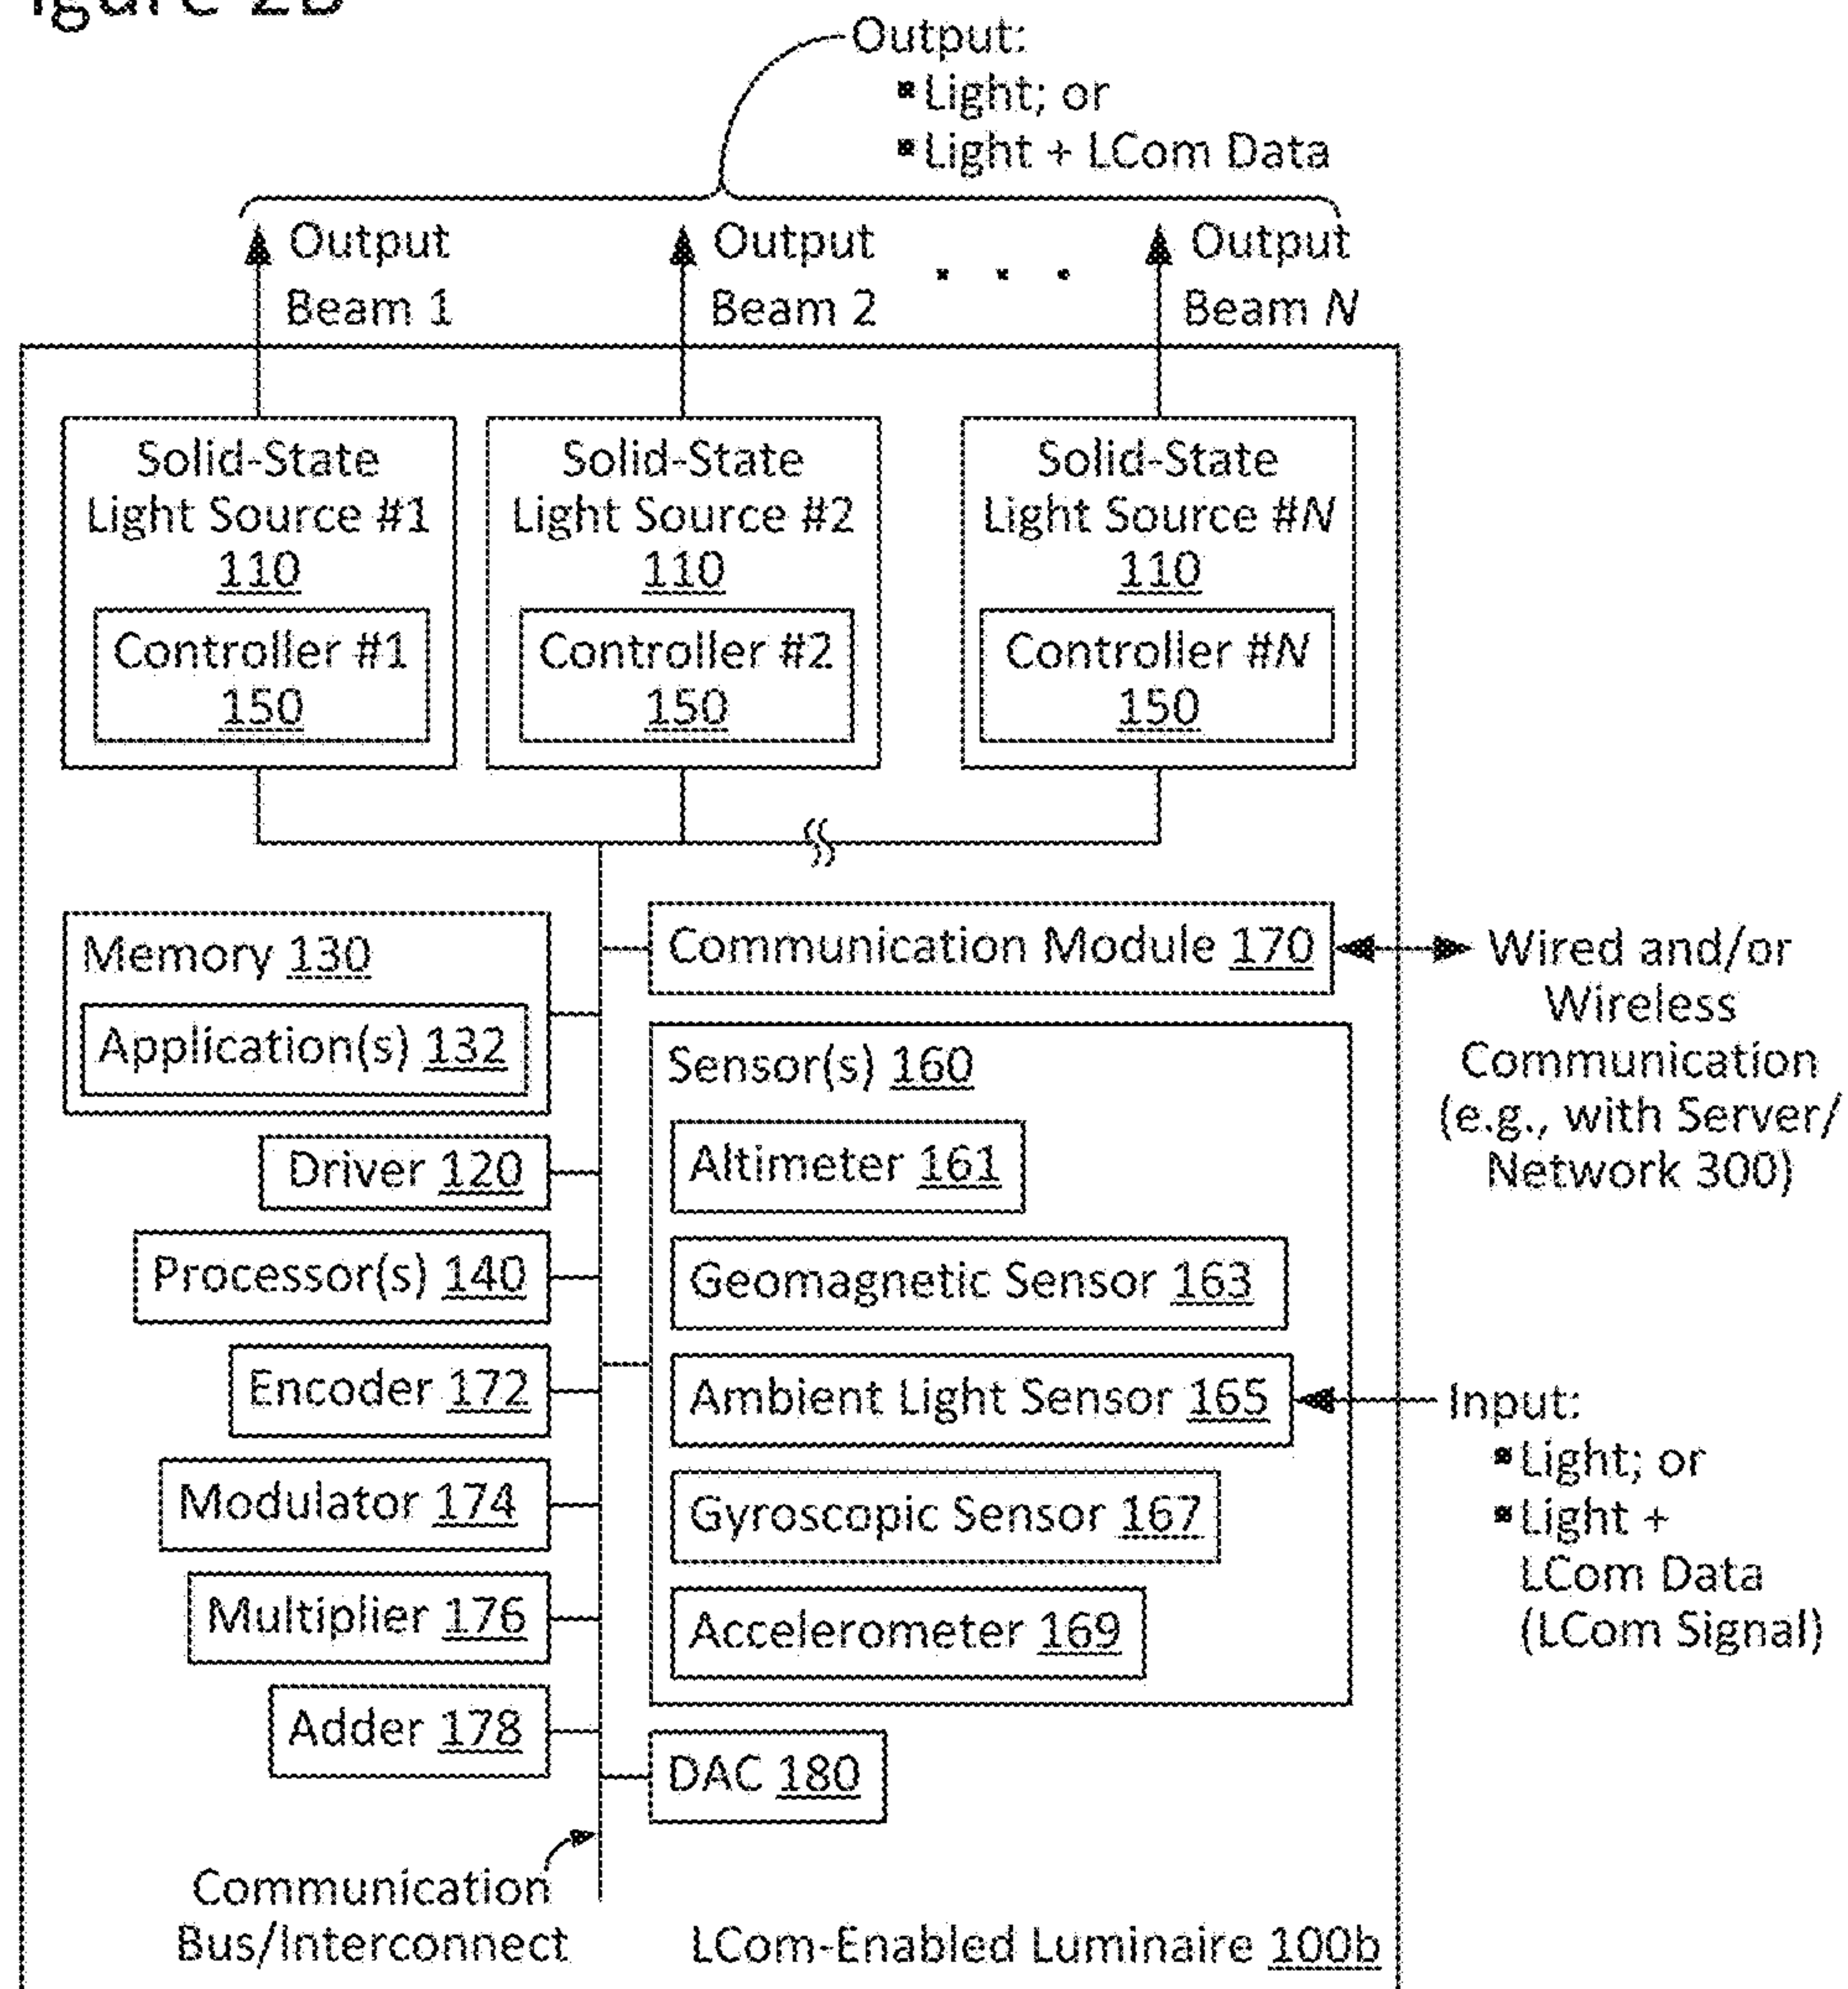 Figure 2B
Output:
▪Light; or
▪Light + LCom Data
Output
Beam 1
Output
Beam 2
. . .
Output
Beam N
Solid-State
Light Source #1
110
Controller #1
150
Solid-State
Light Source #2
110
Controller #2
150
Solid-State
Light Source #N
110
Controller #N
150
Memory 130
Application(s) 132
Driver 120
Processor(s) 140
Encoder 172
Modulator 174
Multiplier 176
Adder 178
Communication Module 170
Sensor(s) 160
Altimeter 161
Geomagnetic Sensor 163
Ambient Light Sensor 165
Gyroscopic Sensor 167
Accelerometer 169
DAC 180
Wired and/or
Wireless
Communication
(e.g., with Server/
Network 300)
Input:
▪Light; or
▪Light +
LCom Data
(LCom Signal)
Communication
Bus/Interconnect
LCom-Enabled Luminaire 100b